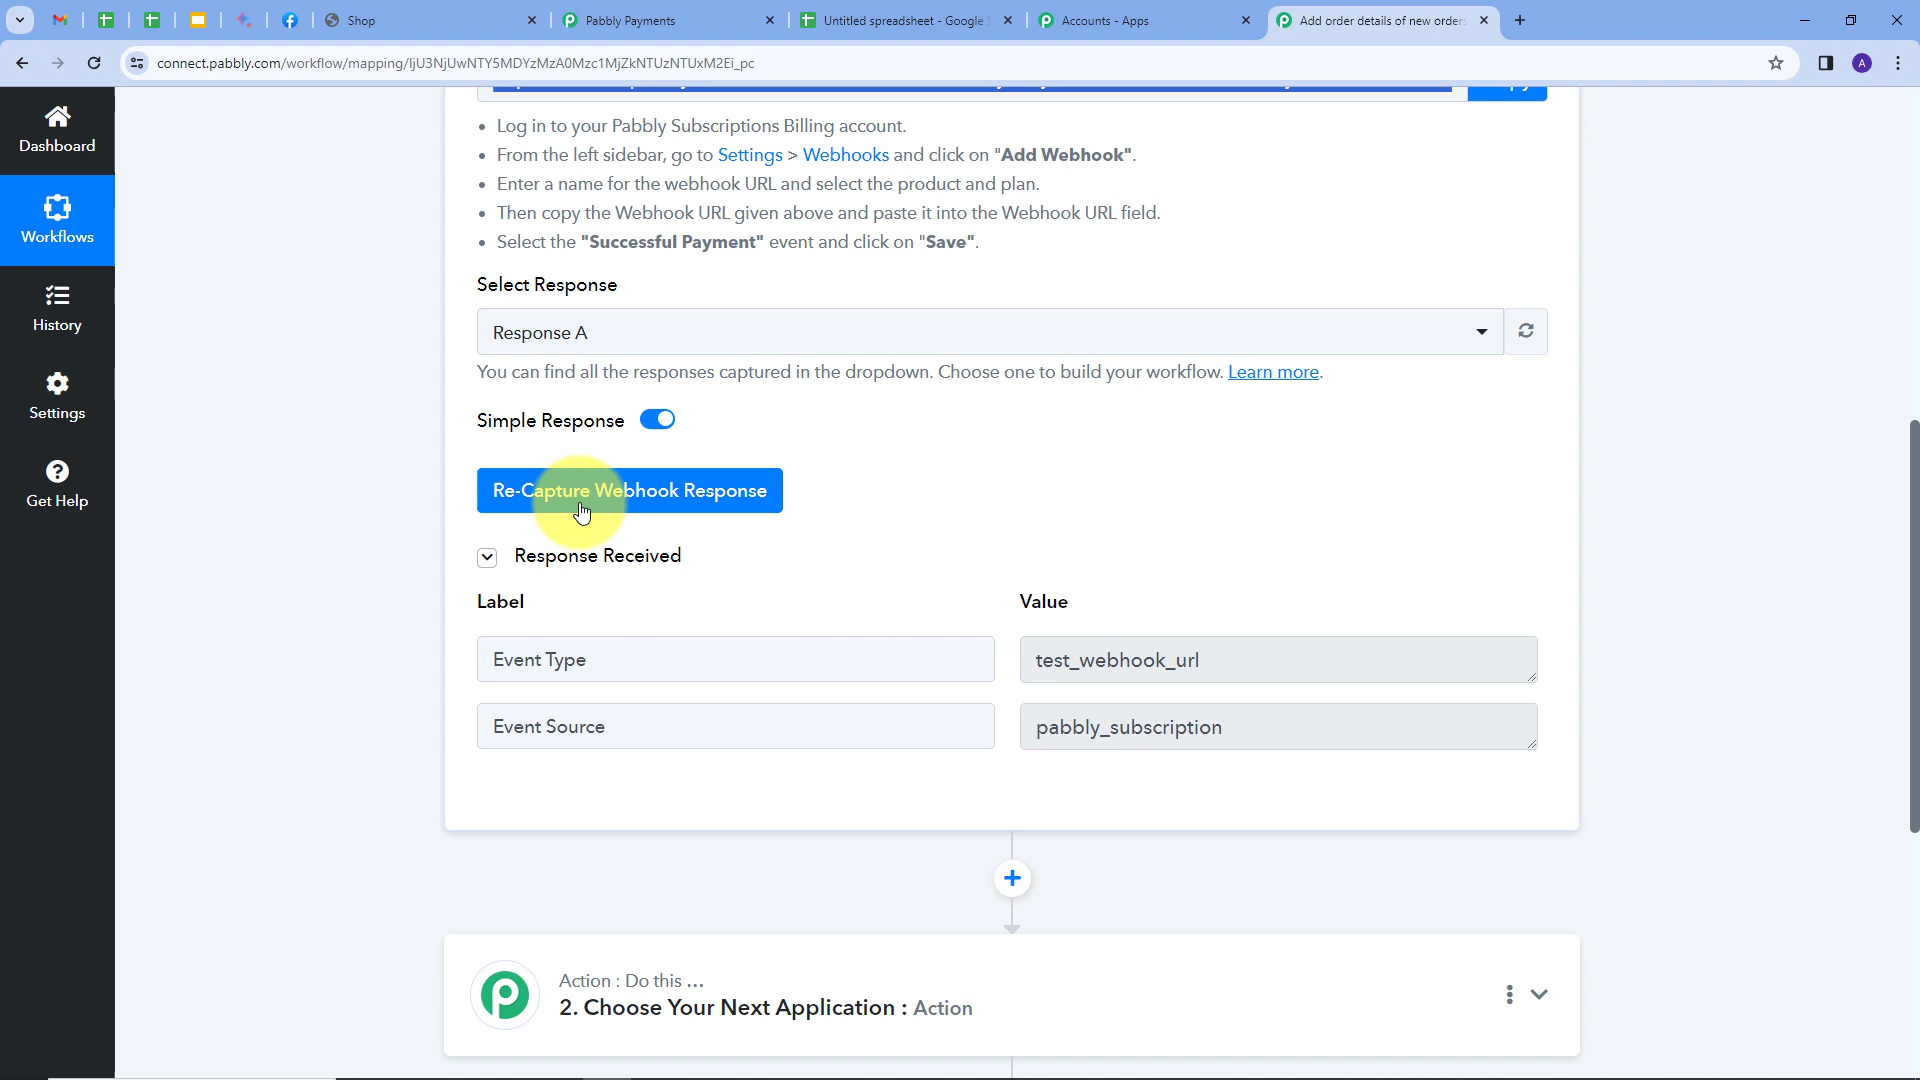 Shop
Pabbly Payments
Untitled spreadsheet - Google
Accounts - Apps
Add order details of new orders
connect.pabbly.com/workflow/mapping/IjU3NjUwNTY5MDYzMzA0Mzc1MjZkNTUzNTUxM2Ei_pc
Dashboard
Workflows
History
Settings
Get Help
Log in to your Pabbly Subscriptions Billing account.
From the left sidebar, go to Settings > Webhooks and click on "Add Webhook".
Enter a name for the webhook URL and select the product and plan.
Then copy the Webhook URL given above and paste it into the Webhook URL field.
Select the "Successful Payment" event and click on "Save".
Select Response
Response A
You can find all the responses captured in the dropdown. Choose one to build your workflow. Learn more.
Simple Response
Re-Capture Webhook Response
Response Received
Label Value
Event Type test_webhook_url
Event Source pabbly_subscription
Action : Do this ...
2. Choose Your Next Application : Action